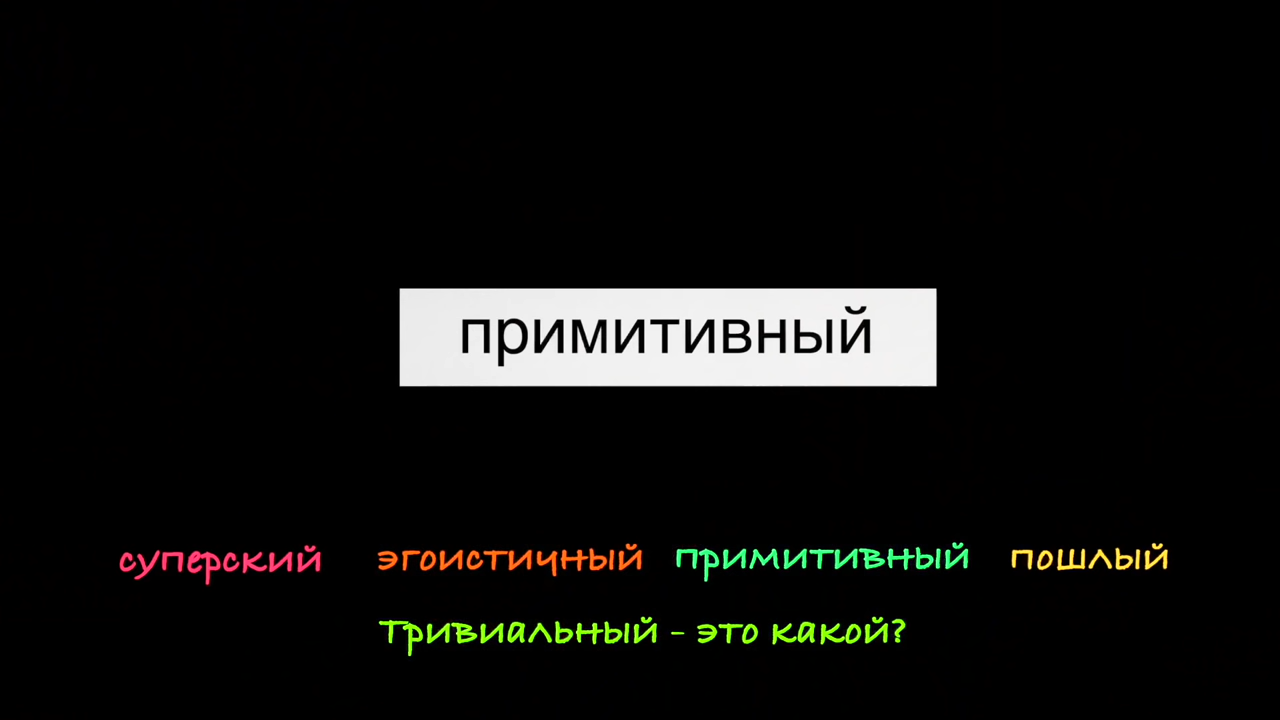 примитивный
суперский эгоистичный примитивный пошлый
Тривиальный - это какой?